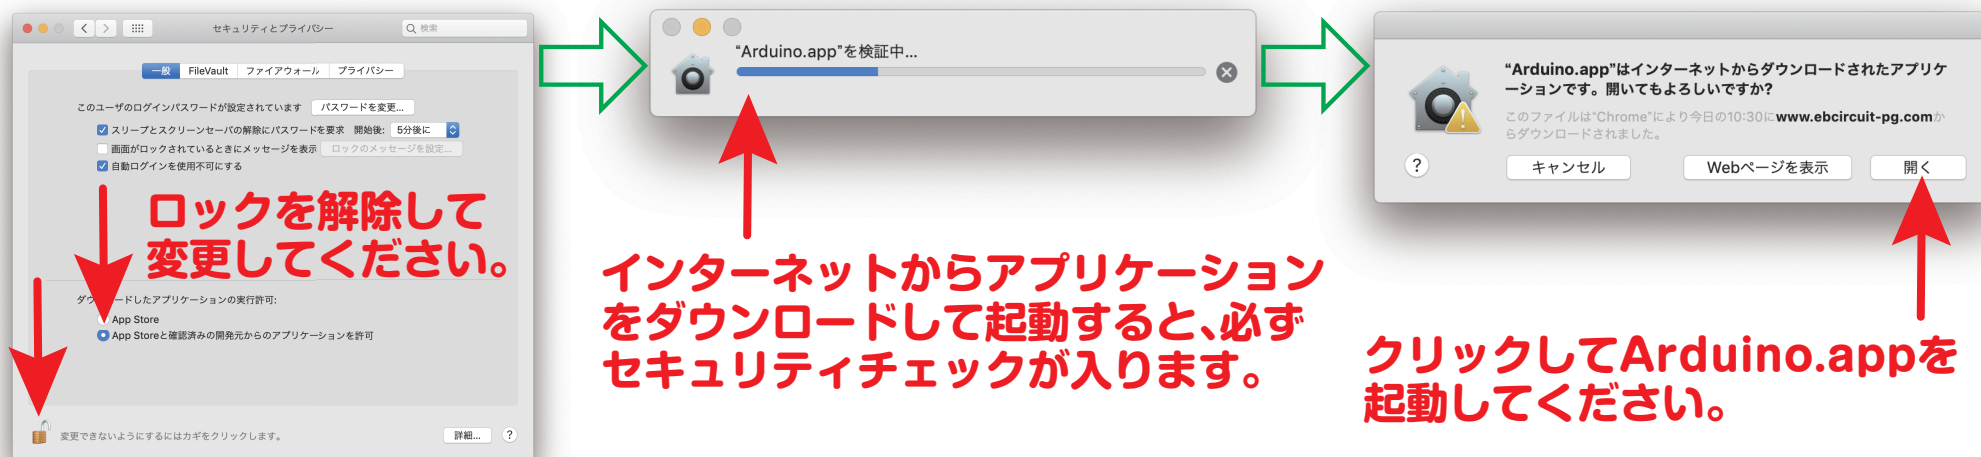 セキュリティとプライバシー
検索
一般 FileVault ファイアウォール プライバシー
このユーザのログインパスワードが設定されています パスワードを変更...
スリープとスクリーンセーバの解除にパスワードを要求 開始後: 5分後に
画面がロックされているときにメッセージを表示 ロックのメッセージを設定...
自動ログインを使用不可にする
ロックを解除して
変更してください。
ダウ ードしたアプリケーションの実行許可:
App Store
App Storeと確認済みの開発元からのアプリケーションを許可
変更できないようにするにはカギをクリックします。
詳細... ?
“Arduino.app”を検証中...
インターネットからアプリケーション
をダウンロードして起動すると、必ず
セキュリティチェックが入ります。
“Arduino.app”はインターネットからダウンロードされたアプリケ
ーションです。開いてもよろしいですか?
このファイルは“Chrome”により今日の10:30にwww.ebcircuit-pg.comか
らダウンロードされました。
? キャンセル Webページを表示 開く
クリックしてArduino.appを
起動してください。